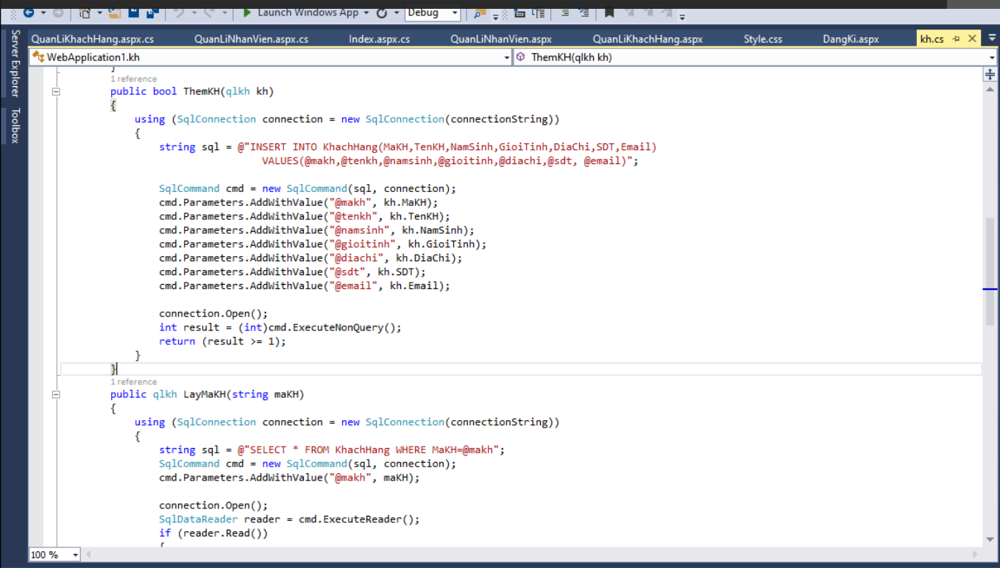 Launch Windows App Debug
Server Explorer
Toolbox
QuanLiKhachHang.aspx.cs QuanLiNhanVien.aspx.cs Index.aspx.cs QuanLiNhanVien.aspx QuanLiKhachHang.aspx Style.css DangKi.aspx kh.cs
WebApplication1.kh ThemKH(qlkh kh)
}
1 reference
public bool ThemKH(qlkh kh)
{
using (SqlConnection connection = new SqlConnection(connectionString))
{
string sql = @"INSERT INTO KhachHang(MaKH,TenKH,NamSinh,GioiTinh,DiaChi,SDT,Email)
VALUES(@makh,@tenkh,@namsinh,@gioitinh,@diachi,@sdt, @email)";
SqlCommand cmd = new SqlCommand(sql, connection);
cmd.Parameters.AddWithValue("@makh", kh.MaKH);
cmd.Parameters.AddWithValue("@tenkh", kh.TenKH);
cmd.Parameters.AddWithValue("@namsinh", kh.NamSinh);
cmd.Parameters.AddWithValue("@gioitinh", kh.GioiTinh);
cmd.Parameters.AddWithValue("@diachi", kh.DiaChi);
cmd.Parameters.AddWithValue("@sdt", kh.SDT);
cmd.Parameters.AddWithValue("@email", kh.Email);
connection.Open();
int result = (int)cmd.ExecuteNonQuery();
return (result >= 1);
}
}
1 reference
public qlkh LayMaKH(string maKH)
{
using (SqlConnection connection = new SqlConnection(connectionString))
{
string sql = @"SELECT * FROM KhachHang WHERE MaKH=@makh";
SqlCommand cmd = new SqlCommand(sql, connection);
cmd.Parameters.AddWithValue("@makh", maKH);
connection.Open();
SqlDataReader reader = cmd.ExecuteReader();
if (reader.Read())
{
100 %